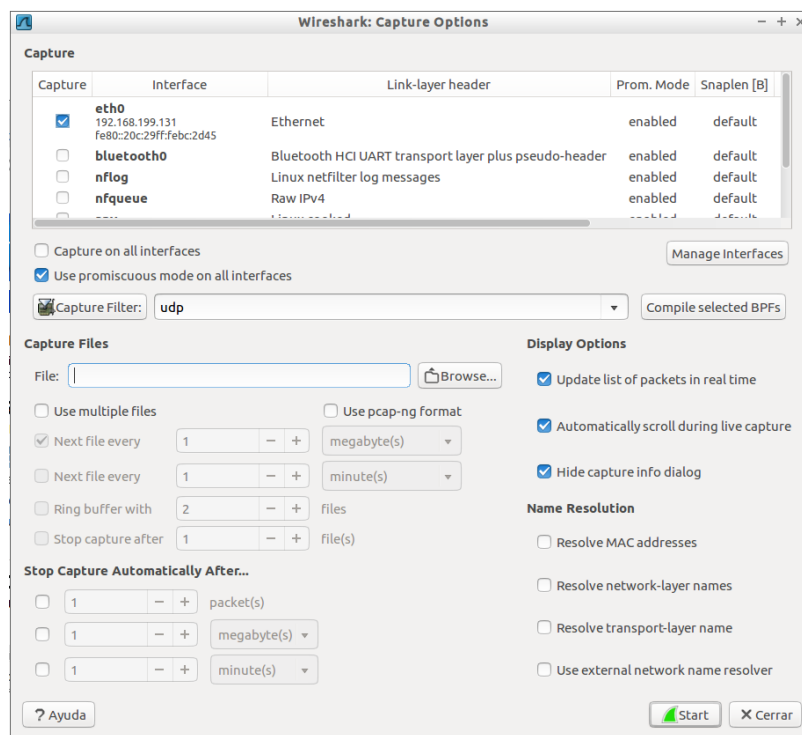 Wireshark: Capture Options
Capture
Capture Interface Link-layer header Prom. Mode Snaplen [B]
eth0
192.168.199.131
fe80::20c:29ff:febc:2d45
Ethernet enabled default
bluetooth0 Bluetooth HCI UART transport layer plus pseudo-header enabled default
nflog Linux netfilter log messages enabled default
nfqueue Raw IPv4 enabled default
Capture on all interfaces
Manage Interfaces
Use promiscuous mode on all interfaces
Capture Filter: udp Compile selected BPFs
Capture Files Display Options
File: Browse... Update list of packets in real time
Use multiple files Use pcap-ng format Automatically scroll during live capture
Next file every 1 megabyte(s)
Next file every 1 minute(s) Hide capture info dialog
Ring buffer with 2 files Name Resolution
Stop capture after 1 file(s) Resolve MAC addresses
Stop Capture Automatically After... Resolve network-layer names
1 packet(s)
1 megabyte(s) Resolve transport-layer name
1 minute(s) Use external network name resolver
? Ayuda Start Cerrar